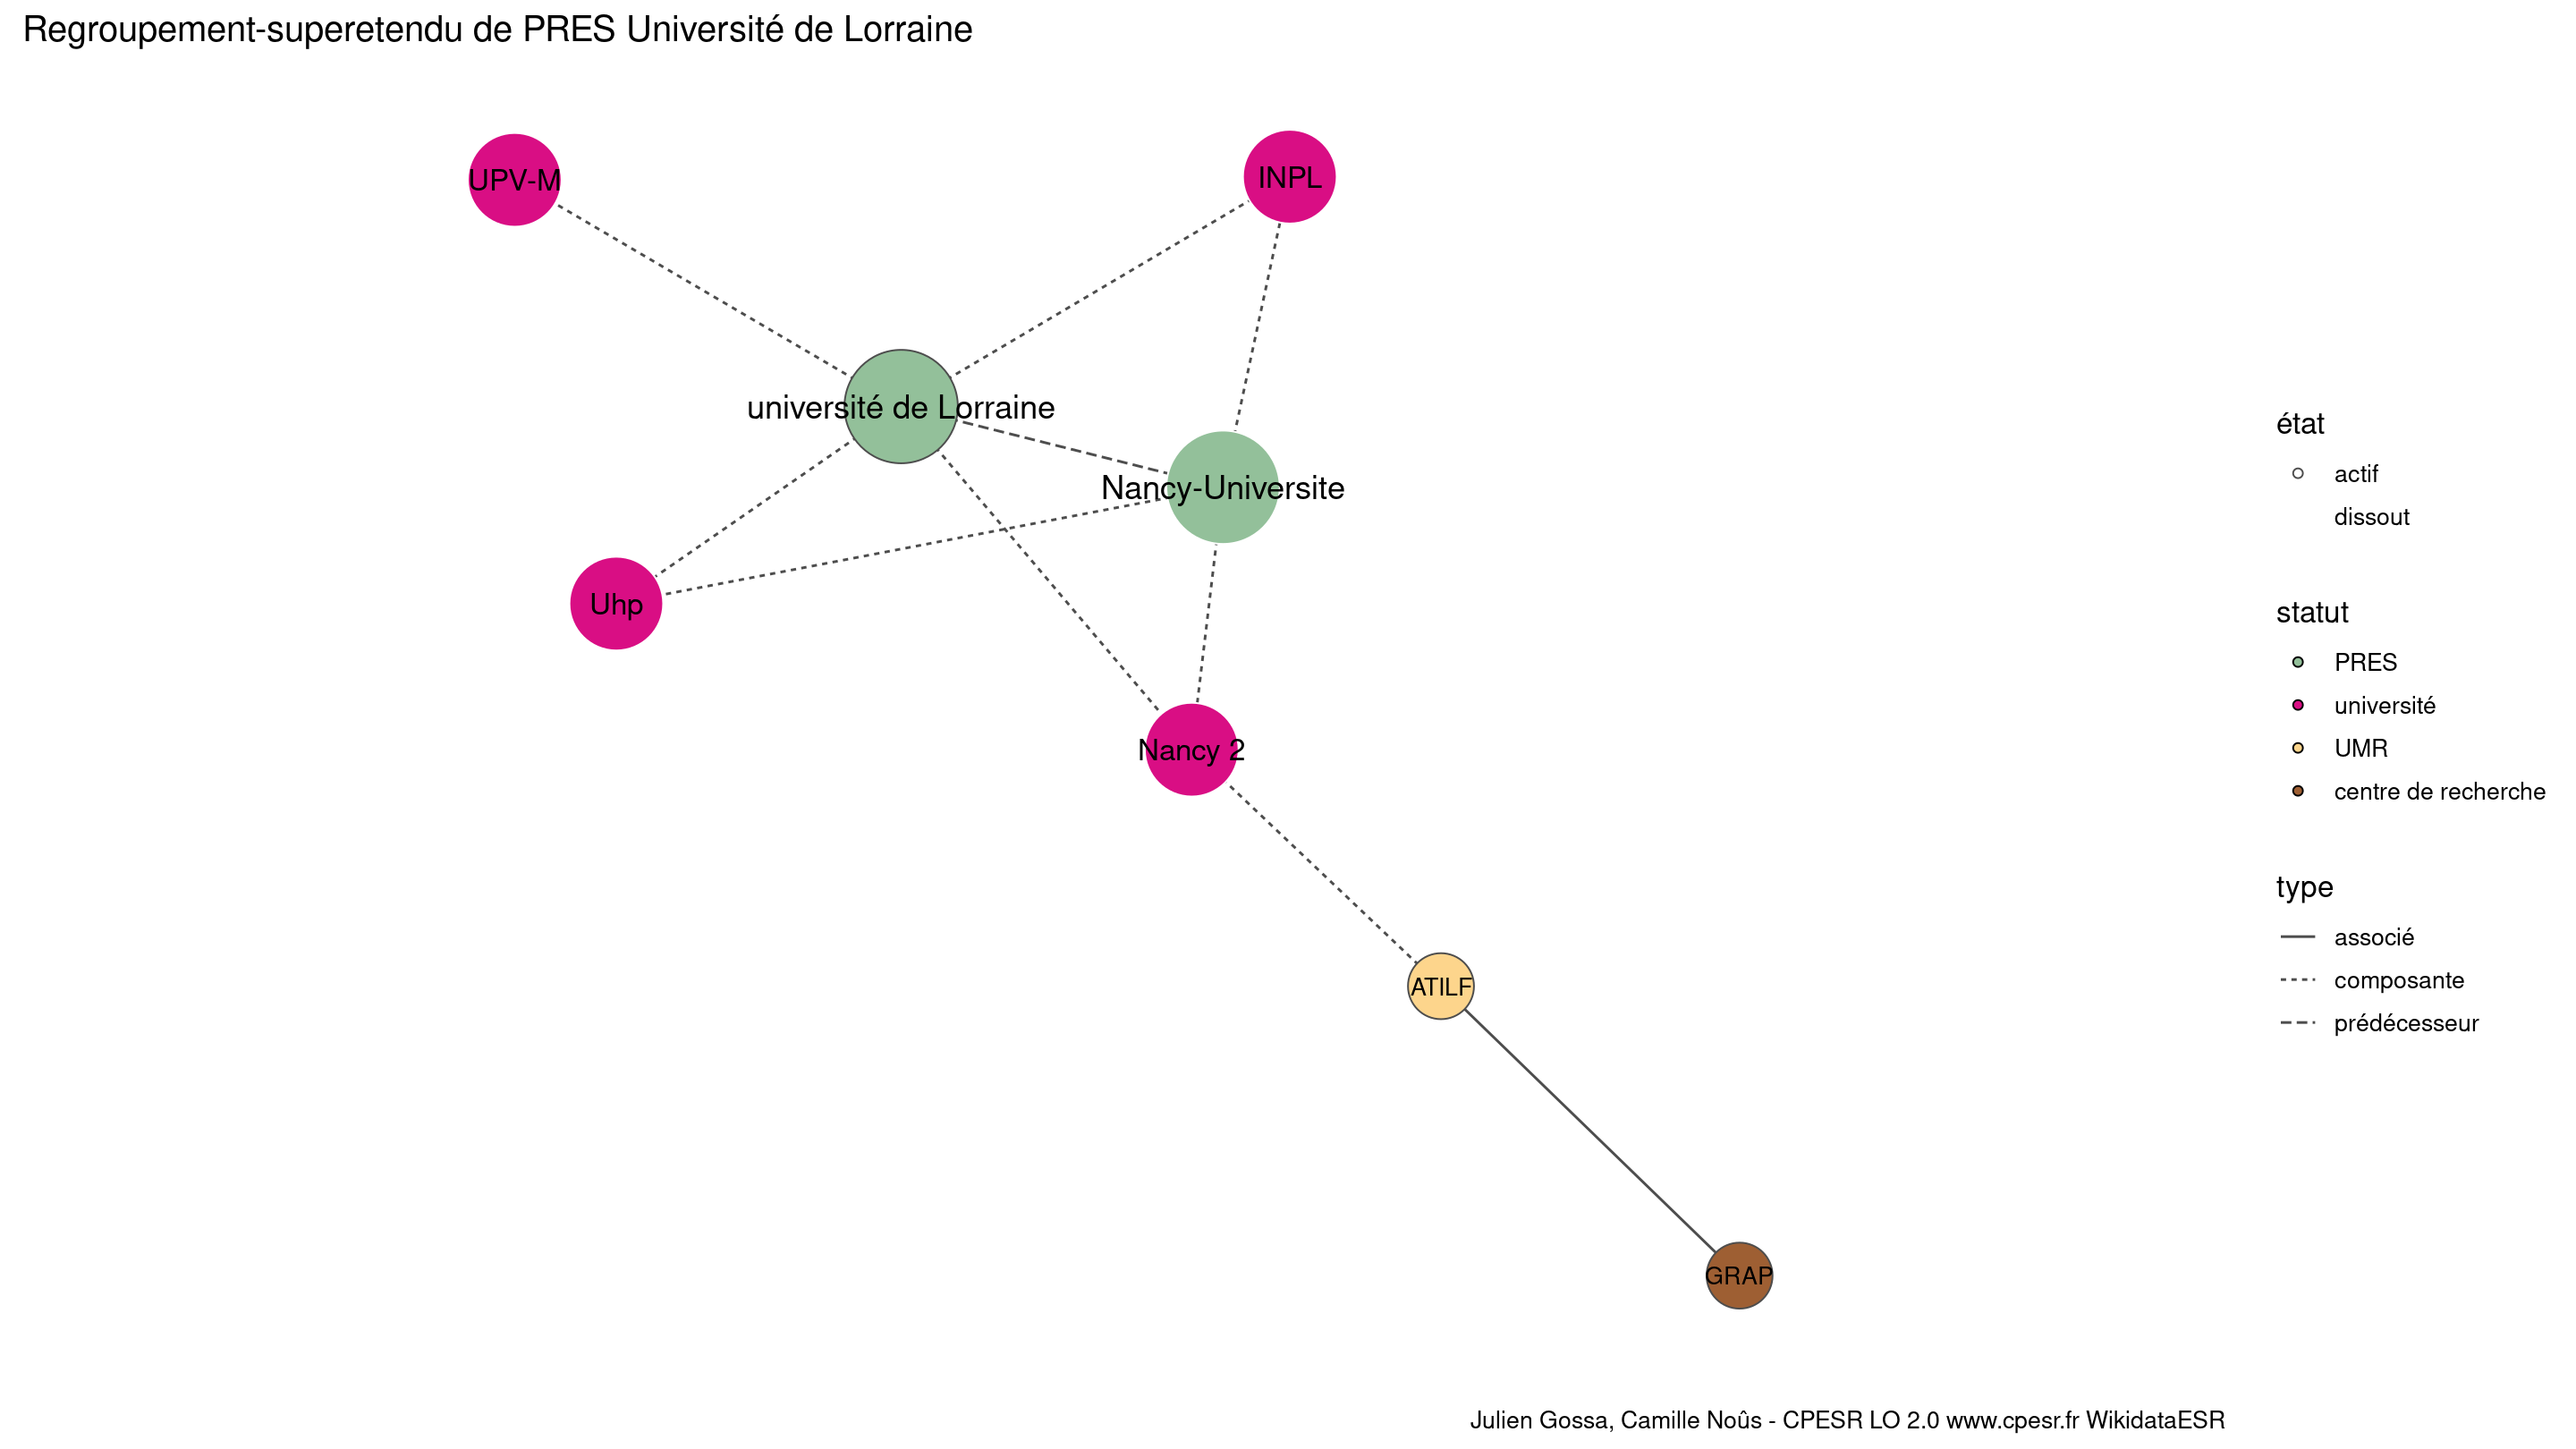 Regroupement-superetendu de PRES Université de Lorraine
UPV-M
INPL
université de Lorraine
Nancy-Universite
Uhp
Nancy 2
ATILF
GRAP
état
actif
dissout
statut
PRES
université
UMR
centre de recherche
type
associé
composante
prédécesseur
Julien Gossa, Camille Noûs - CPESR LO 2.0 www.cpesr.fr WikidataESR